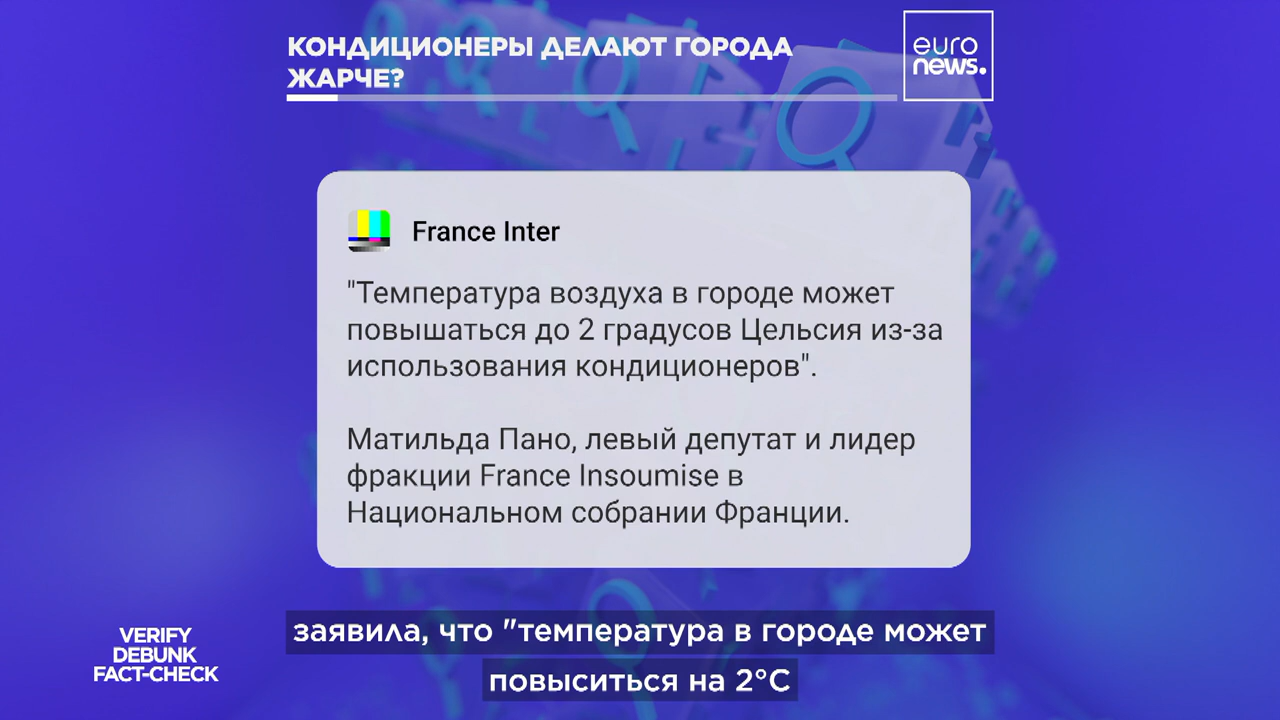 КОНДИЦИОНЕРЫ ДЕЛАЮТ ГОРОДА
ЖАРЧЕ?
euro
news.
France Inter
"Температура воздуха в городе может
повышаться до 2 градусов Цельсия из-за
использования кондиционеров".
Матильда Пано, левый депутат и лидер
фракции France Insoumise в
Национальном собрании Франции.
заявила, что "температура в городе может
повыситься на 2°C
VERIFY
DEBUNK
FACT-CHECK